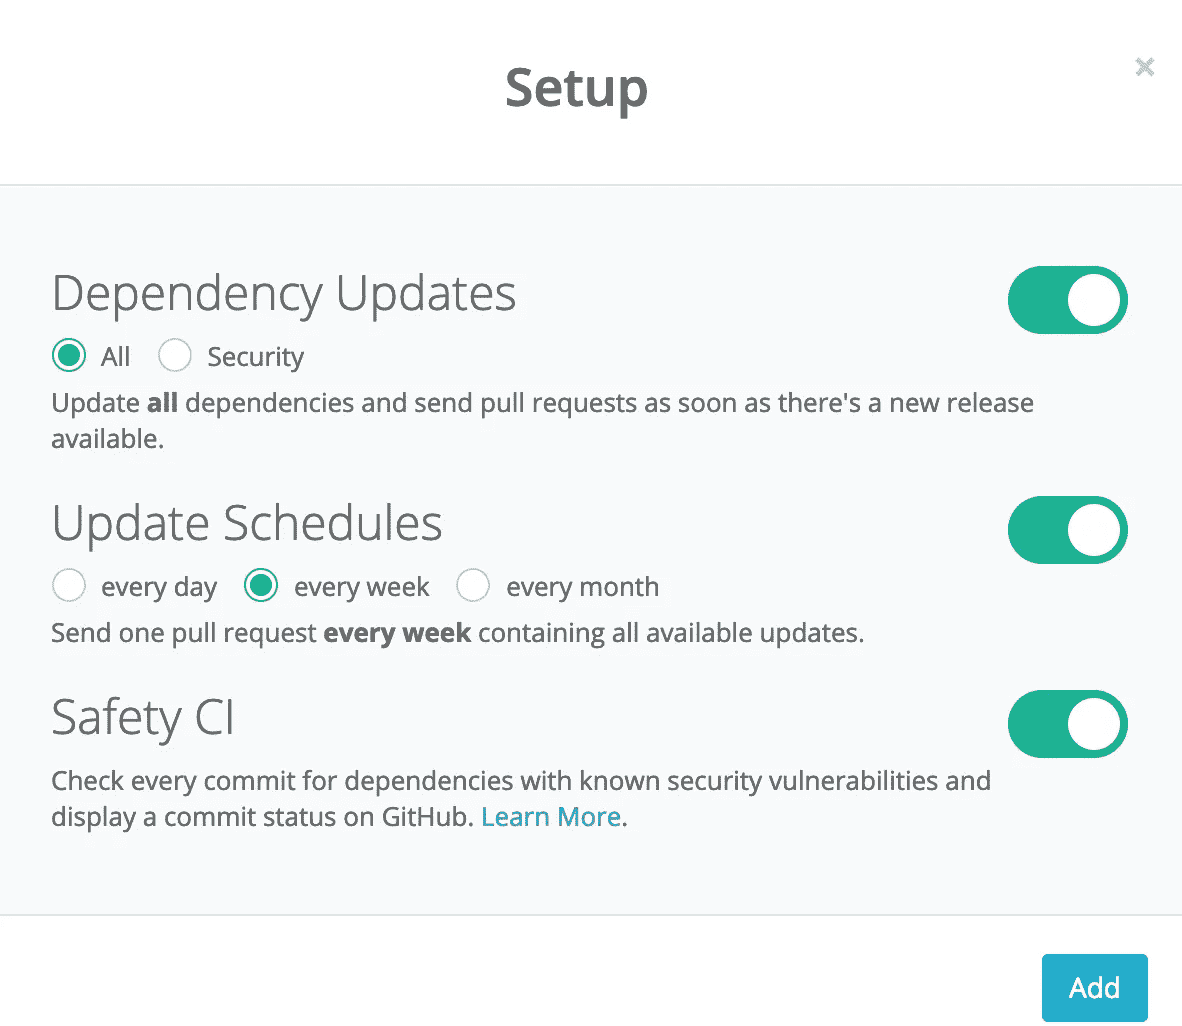 Setup
Dependency Updates
All Security
Update all dependencies and send pull requests as soon as there's a new release
available.
Update Schedules
every day every week every month
Send one pull request every week containing all available updates.
Safety CI
Check every commit for dependencies with known security vulnerabilities and
display a commit status on GitHub. Learn More.
Add